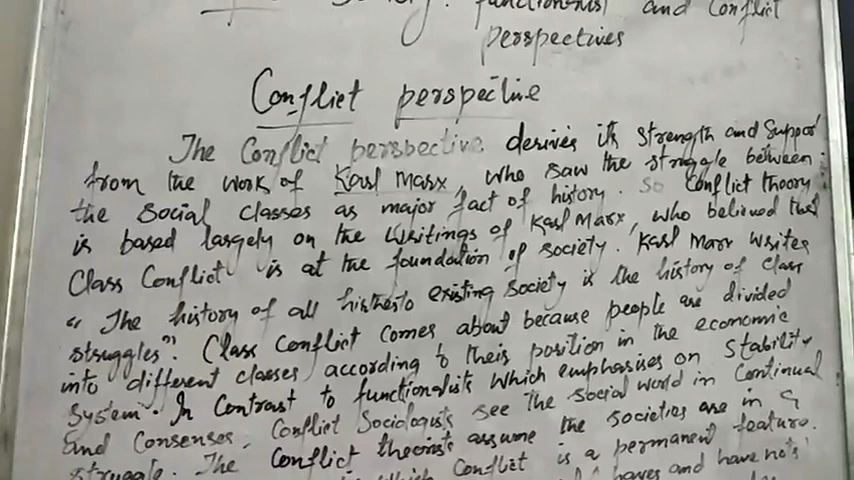 Society: functionalist and Conflict
perspectives
Conflict perspective
The Conflict perspective derives its strength and Support
from the work of Karl Marx, who saw the struggle between
the Social classes as major fact of history. So Conflict theory
is based largely on the Writings of Karl Marx, who believed that
Class Conflict is at the foundation of society. Karl Marx writes
" The history of all hitherto existing society is the history of class
struggles". Class Conflict comes about because people are divided
into different classes according to their position in the economic
System. In Contrast to functionalists which emphasises on Stability
and Consenses, Conflict Sociologists see the Social world in Continual
struggle. The Conflict theorists assume the societies are in a
which Conflict is a permanent feature.
haves and have nots'